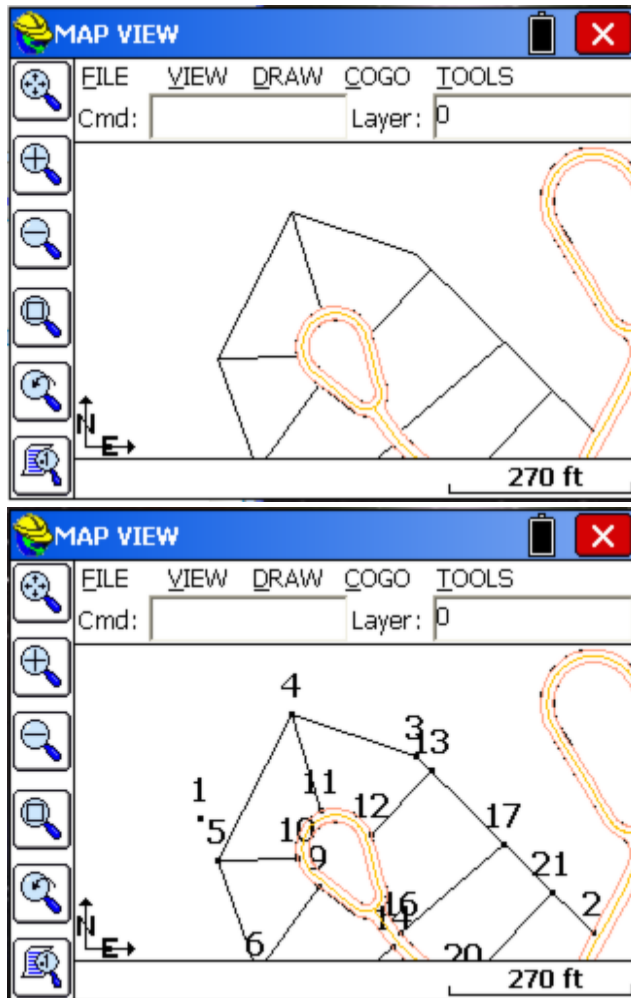 MAP VIEW
FILE VIEW DRAW COGO TOOLS
Cmd: Layer: 0
N
E
270 ft
MAP VIEW
FILE VIEW DRAW COGO TOOLS
Cmd: Layer: 0
4
3 13
1
11
12
5
10
17
9
21
16
2
14
6
20
N
E
270 ft